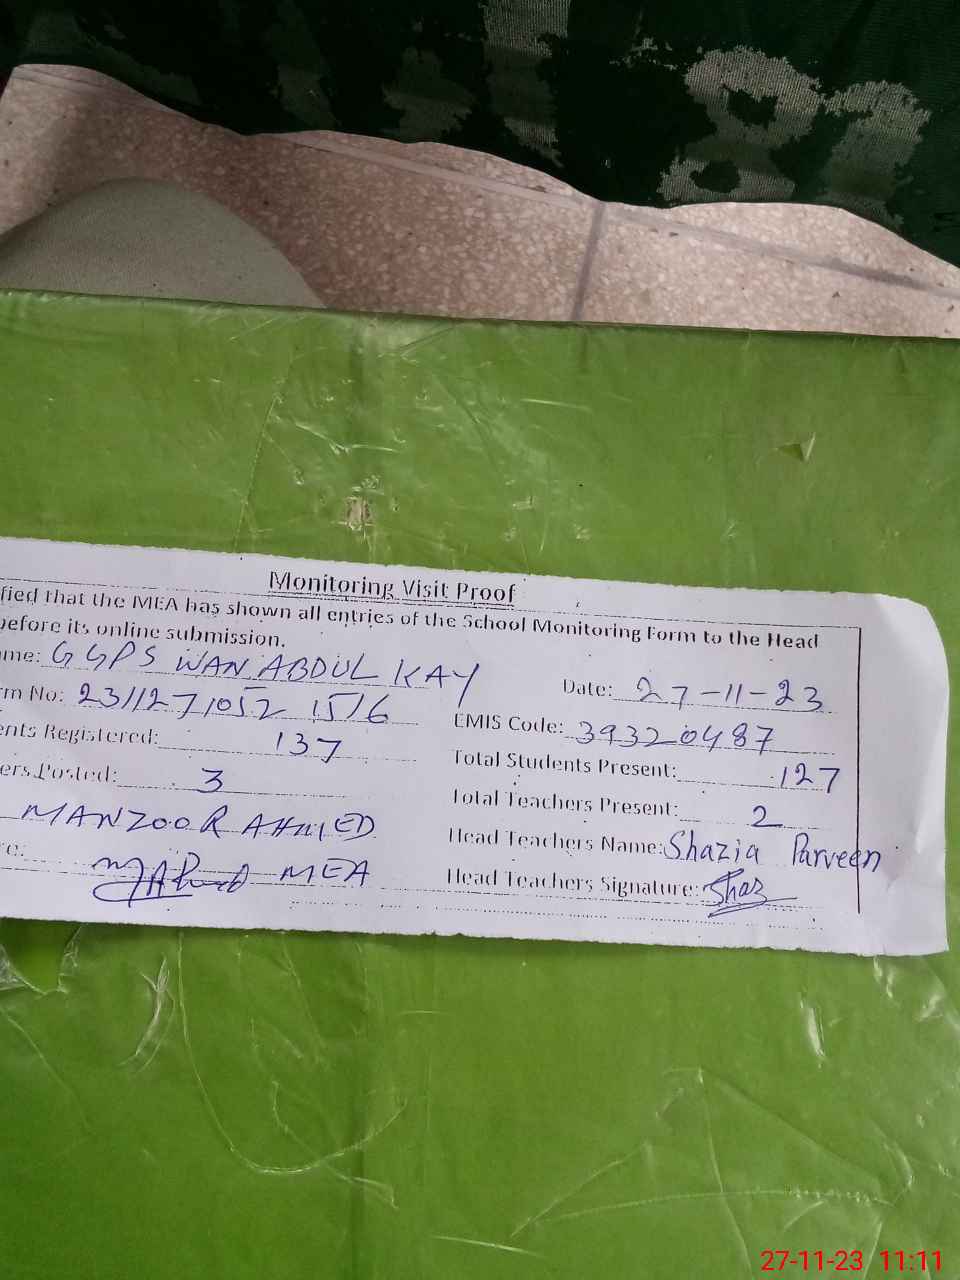 Monitoring Visit Proof
fied that the MEA has shown all entries of the School Monitoring Form to the Head
before its online submission.
me: GGPS WAN ABDUL KAY
Date: 27-11-23
rm No: 2311271052 1516
EMIS Code: 39320487
ents Registered: 137
Total Students Present: 127
ers Posted: 3
Total Teachers Present: 2
MANZOOR AHMED
Head Teachers Name: Shazia Parveen
re: MEA
Head Teachers Signature: Shaz
27-11-23 11:11